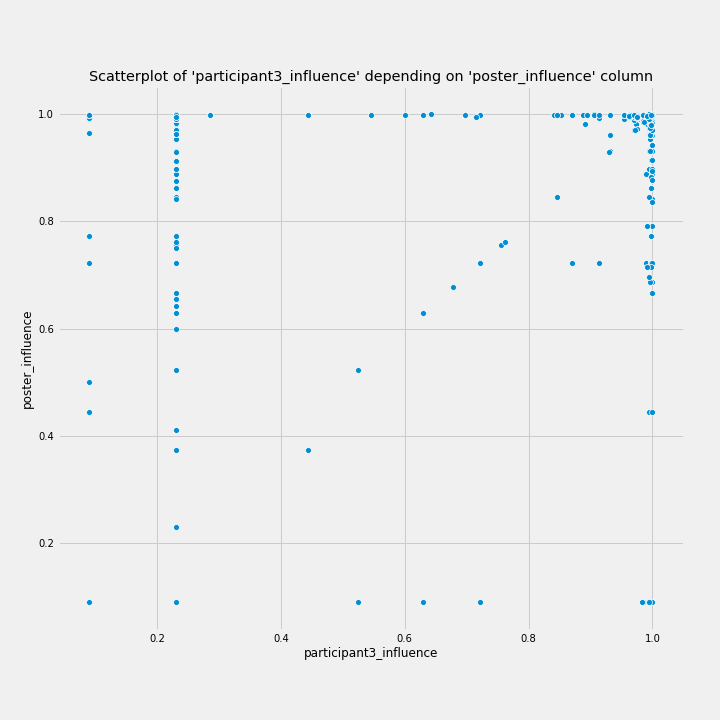 Scatterplot of 'participant3_influence' depending on 'poster_influence' column
1.0
0.8
0.6
0.4
0.2
poster_influence
0.2 0.4 0.6 0.8 1.0
participant3_influence